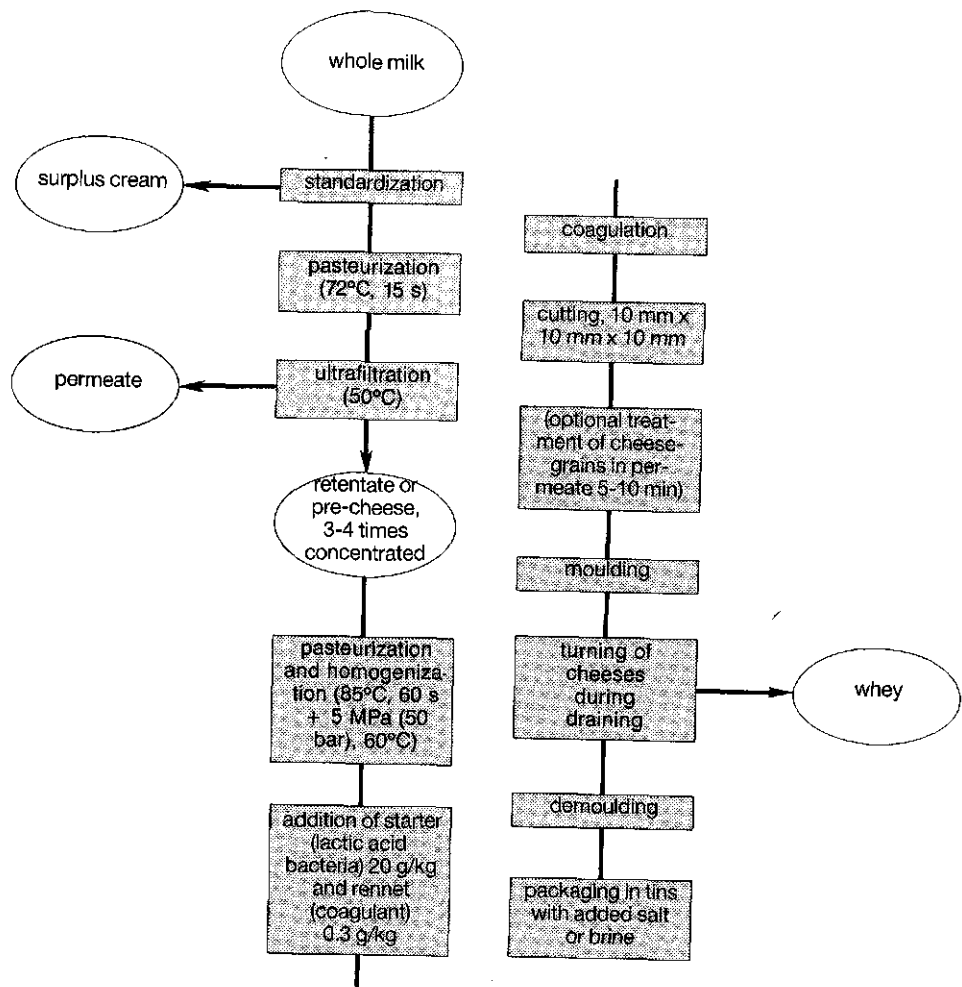 whole milk
surplus cream
standardization
pasteurization
(72°C, 15 s)
permeate
ultrafiltration
(50°C)
retentate or
pre-cheese,
3-4 times
concentrated
pasteurization
and homogeniza-
tion (85°C, 60 s
+ 5 MPa (50
bar), 60°C)
addition of starter
(lactic acid
bacteria) 20 g/kg
and rennet
(coagulant)
0.3 g/kg
coagulation
cutting, 10 mm x
10 mm x 10 mm
(optional treat-
ment of cheese-
grains in per-
meate 5-10 min)
moulding
turning of
cheeses
during
draining
whey
demoulding
packaging in tins
with added salt
or brine